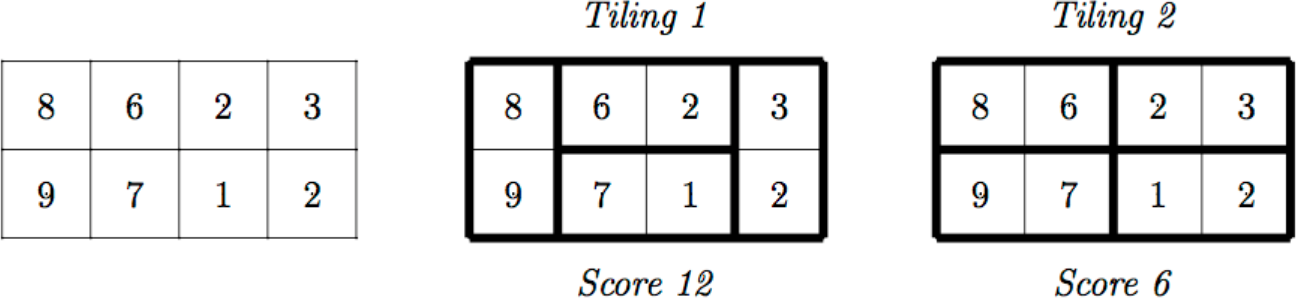 Tiling 1 Tiling 2
8 6 2 3 8 6 2 3 8 6 2 3
9 7 1 2 9 7 1 2 9 7 1 2
Score 12 Score 6